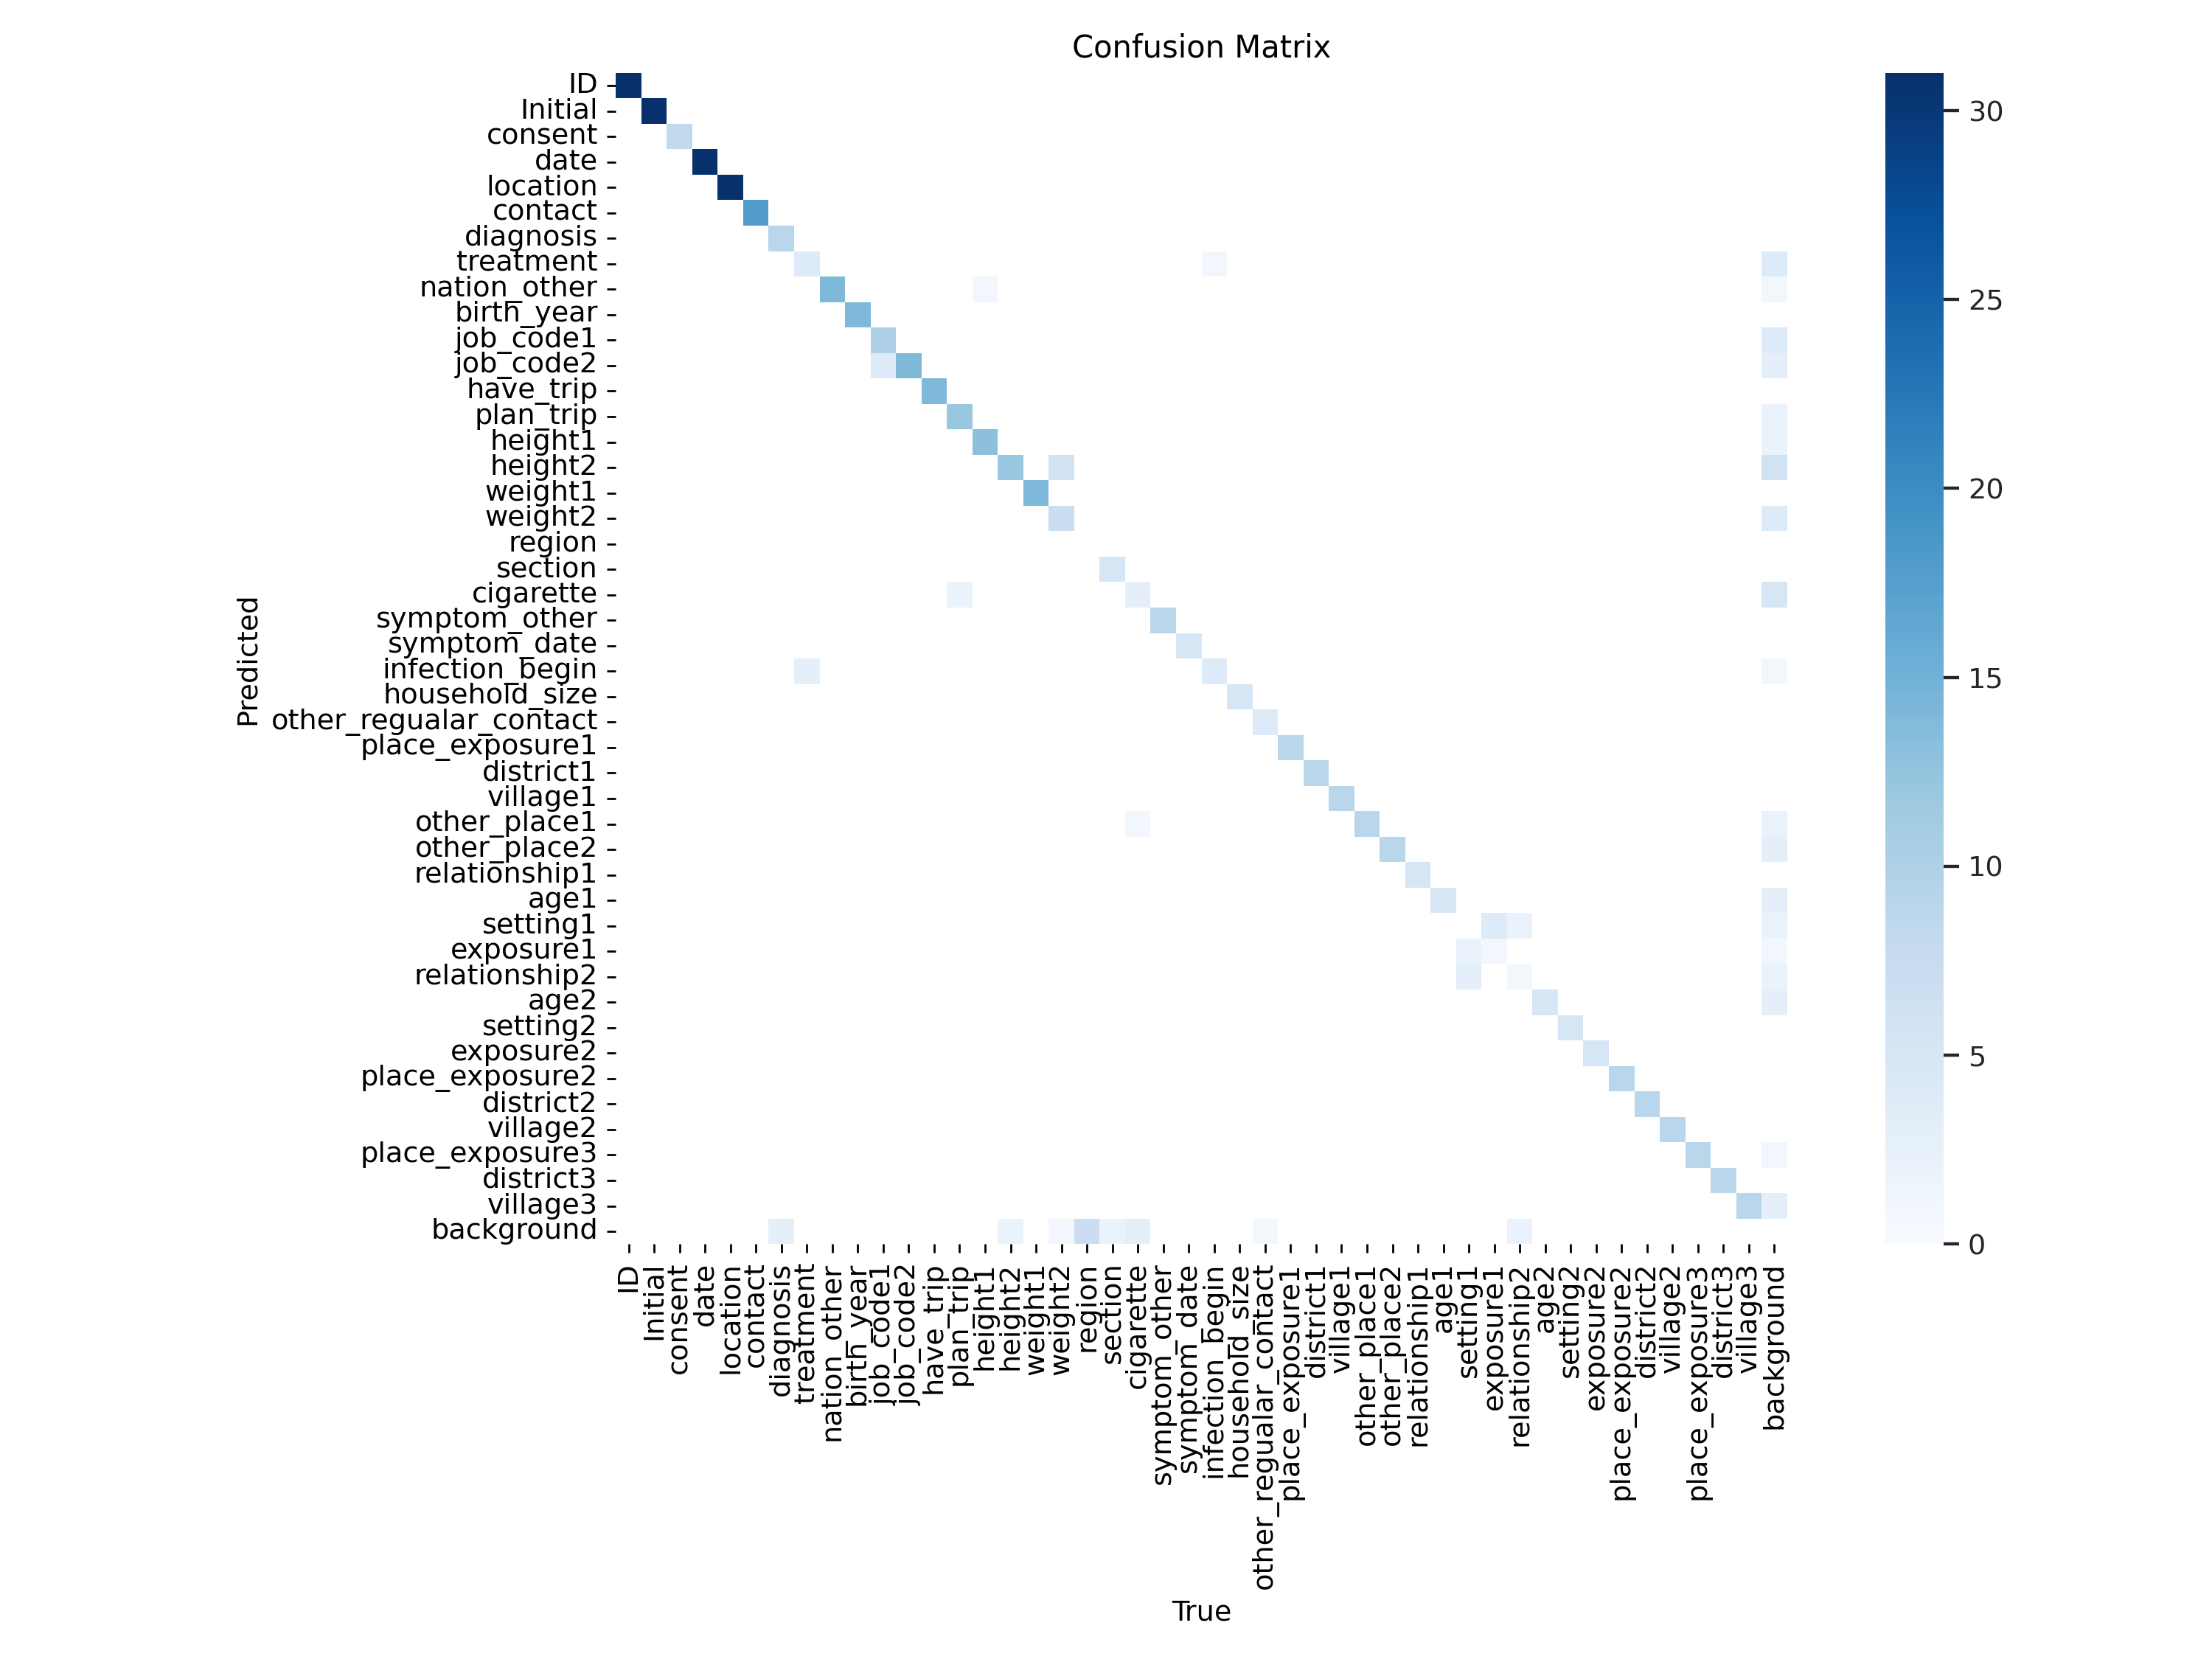 Confusion Matrix
ID
Initial
consent
date
location
contact
diagnosis
treatment
nation_other
birth_year
job_code1
job_code2
have_trip
plan_trip
height1
height2
weight1
weight2
region
section
cigarette
symptom_other
symptom_date
infection_begin
household_size
other_regualar_contact
place_exposure1
district1
village1
other_place1
other_place2
relationship1
age1
setting1
exposure1
relationship2
age2
setting2
exposure2
place_exposure2
district2
village2
place_exposure3
district3
village3
background
Predicted
ID
Initial
consent
date
location
contact
diagnosis
treatment
nation_other
birth_year
job_code1
job_code2
have_trip
plan_trip
height1
height2
weight1
weight2
region
section
cigarette
symptom_other
symptom_date
infection_begin
household_size
other_regualar_contact
place_exposure1
district1
village1
other_place1
other_place2
relationship1
age1
setting1
exposure1
relationship2
age2
setting2
exposure2
place_exposure2
district2
village2
place_exposure3
district3
village3
background
True
30
25
20
15
10
5
0